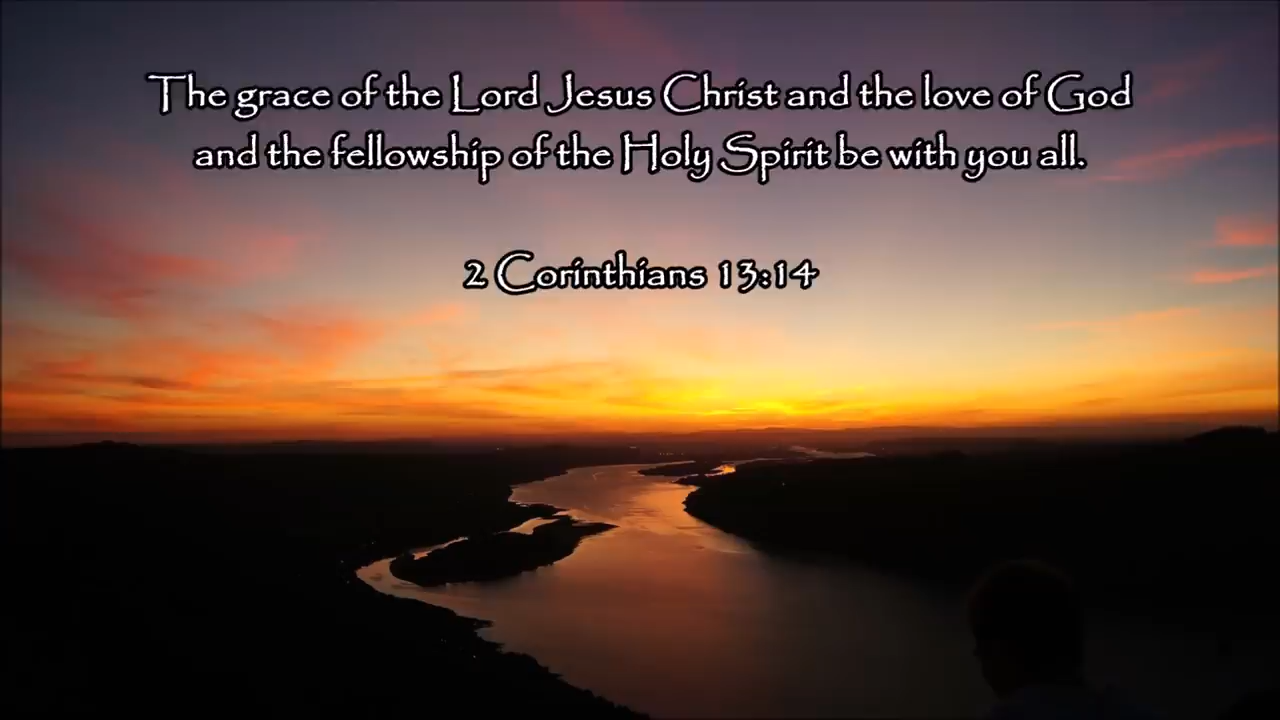 The grace of the Lord Jesus Christ and the love of God
and the fellowship of the Holy Spirit be with you all.
2 Corinthians 13:14